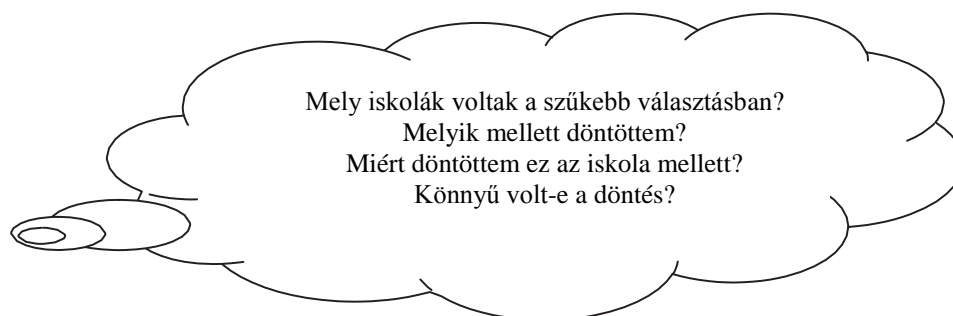 Mely iskolák voltak a szűkebb választásban?
Melyik mellett döntöttem?
Miért döntöttem ez az iskola mellett?
Könnyű volt-e a döntés?